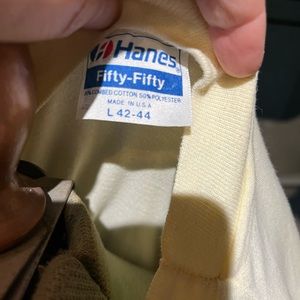 Hanes
Fifty-Fifty
50% COMBED COTTON 50% POLYESTER
MADE IN U.S.A
L 42-44